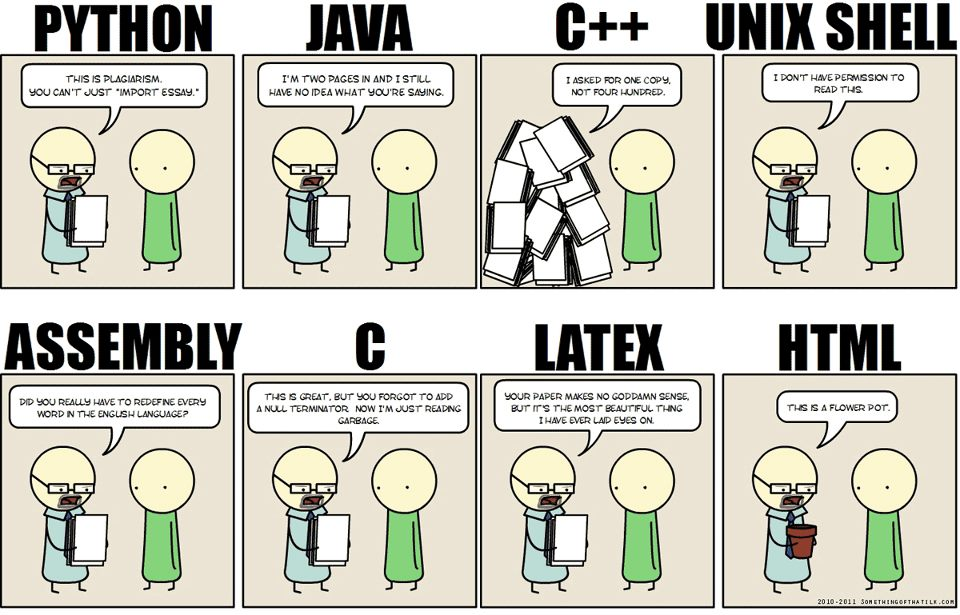 PYTHON
JAVA
C++
UNIX SHELL
THIS IS PLAGIARISM.
YOU CAN'T JUST "IMPORT ESSAY."
I'M TWO PAGES IN AND I STILL
HAVE NO IDEA WHAT YOU'RE SAYING.
I ASKED FOR ONE COPY,
NOT FOUR HUNDRED.
I DON'T HAVE PERMISSION TO
READ THIS.
ASSEMBLY
C
LATEX
HTML
DID YOU REALLY HAVE TO REDEFINE EVERY
WORD IN THE ENGLISH LANGUAGE?
THIS IS GREAT, BUT YOU FORGOT TO ADD
A NULL TERMINATOR. NOW I'M JUST READING
GARBAGE.
YOUR PAPER MAKES NO GODDAMN SENSE,
BUT IT'S THE MOST BEAUTIFUL THING
I HAVE EVER LAID EYES ON.
THIS IS A FLOWER POT.
2010-2011 SOMETHINGOFTHATILK.COM